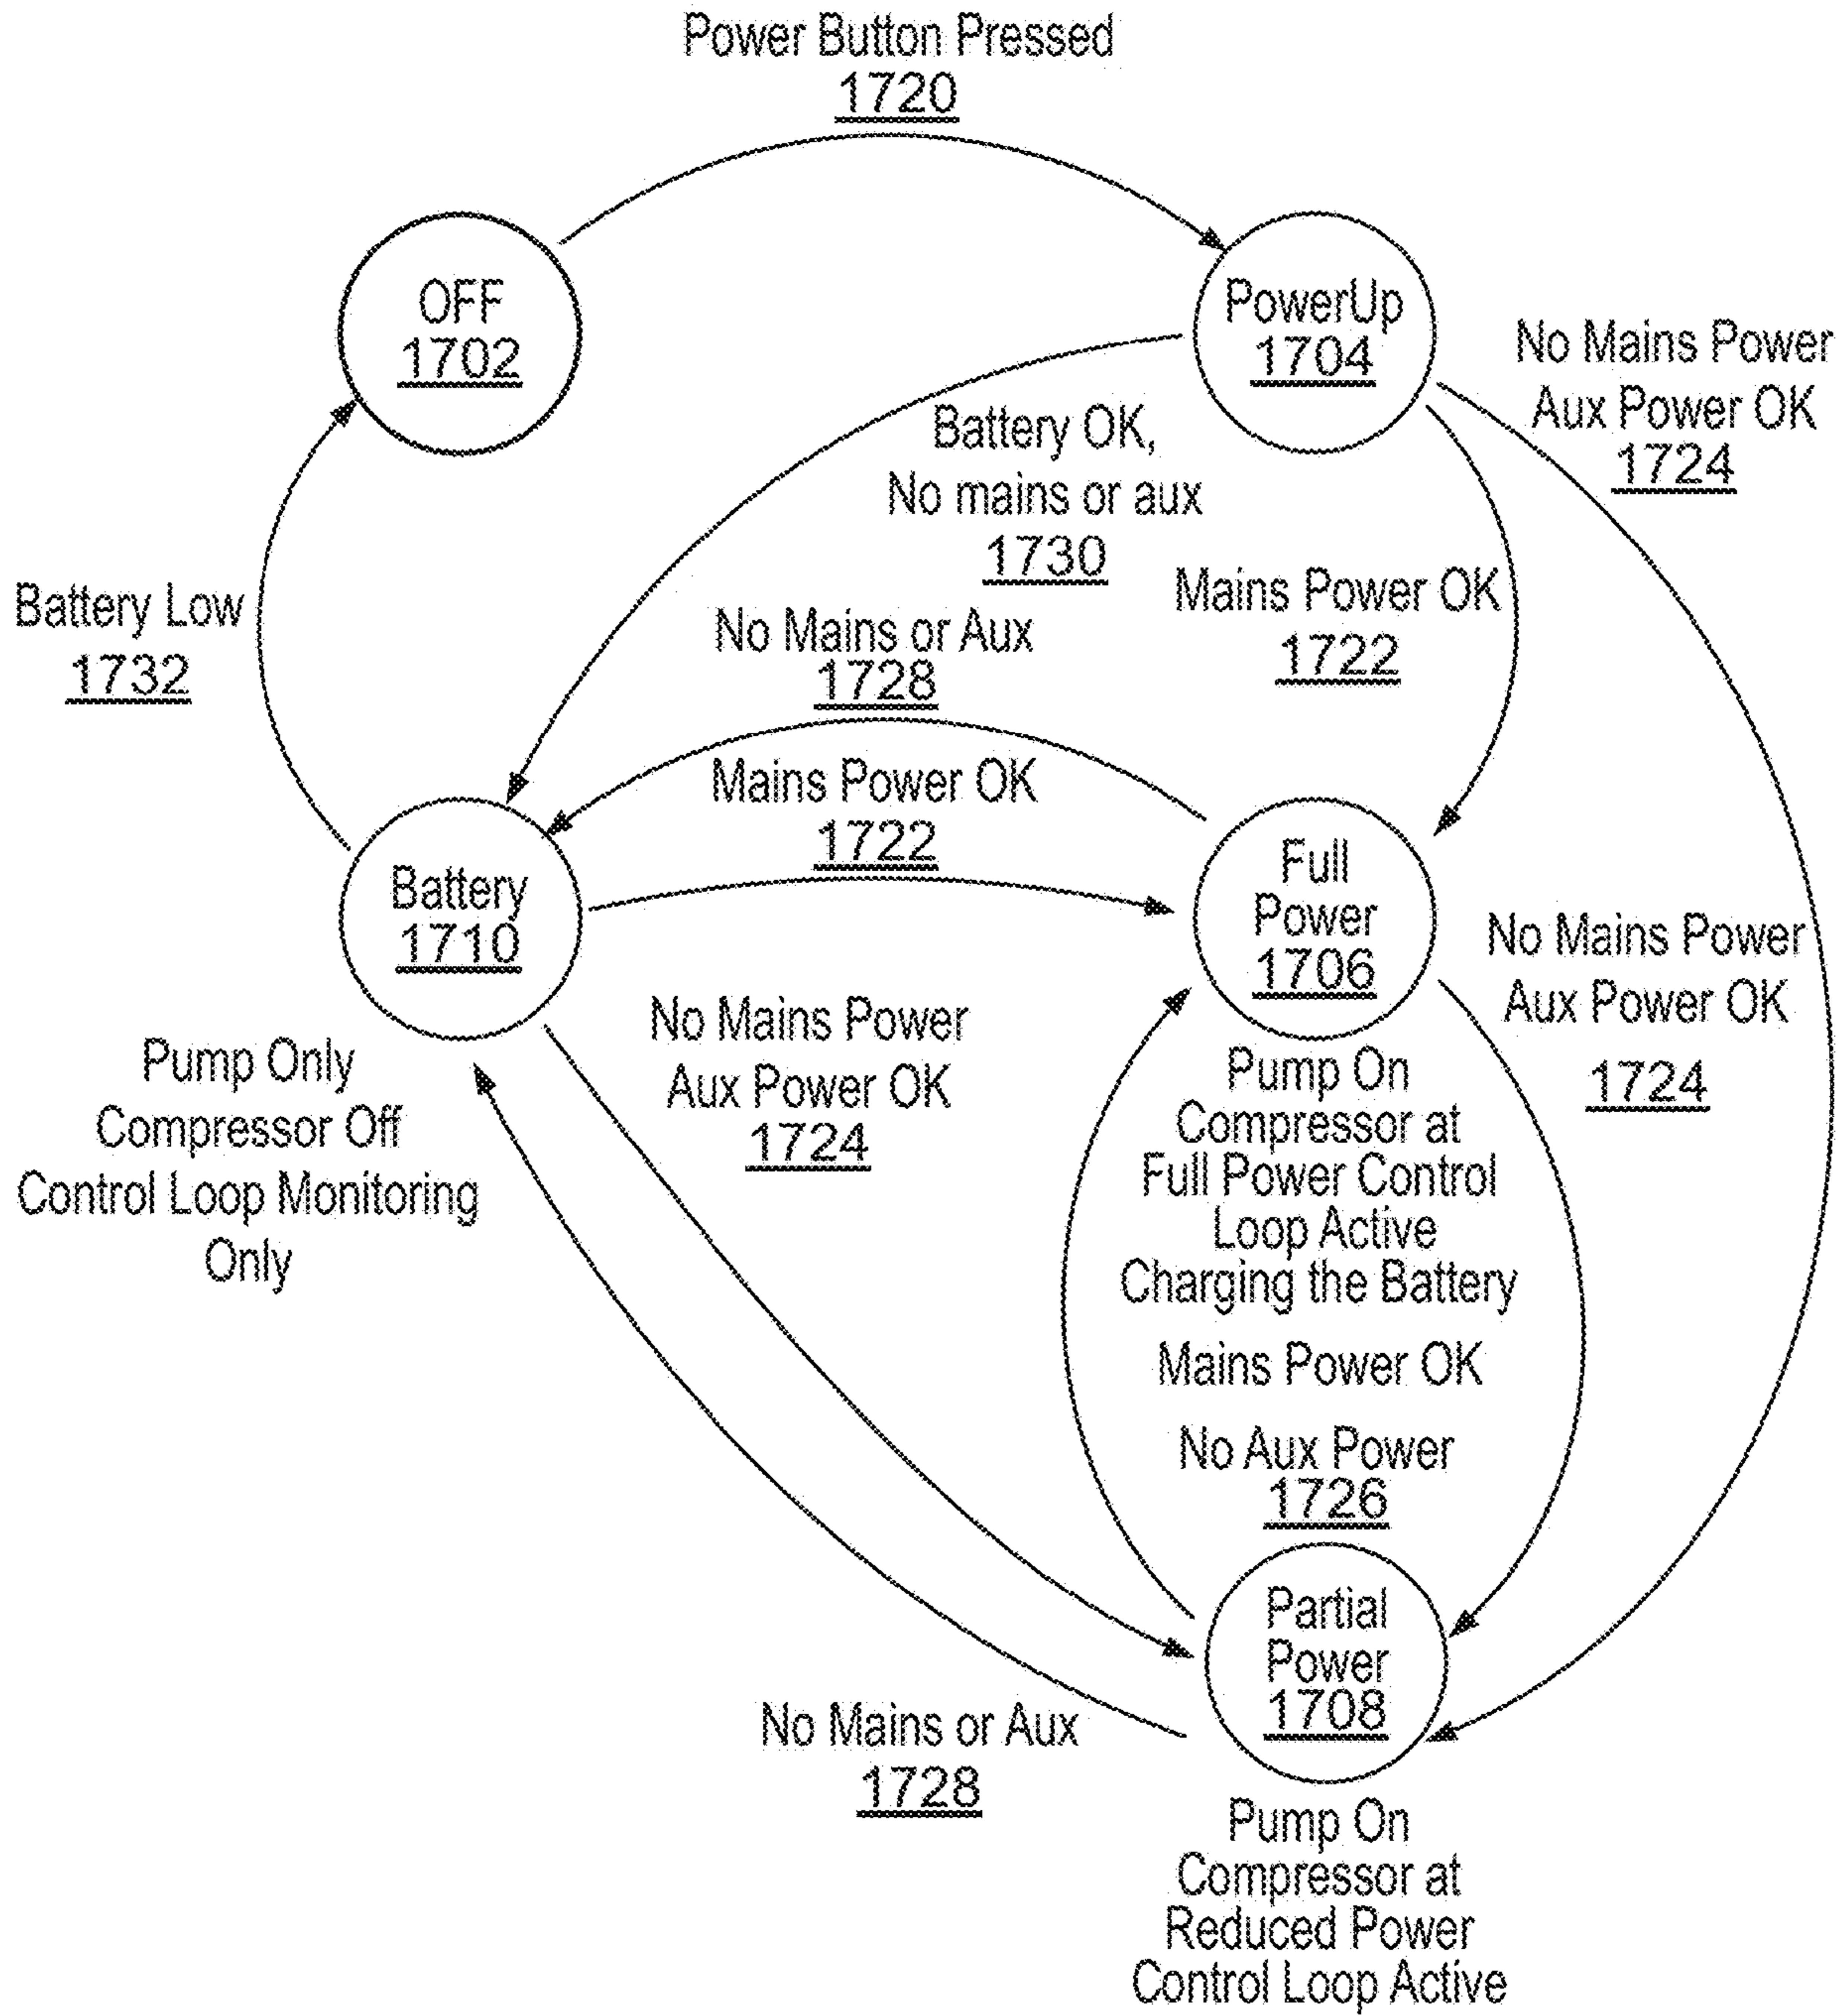 Power Button Pressed
1720
OFF
1702
PowerUp
1704
No Mains Power
Aux Power OK
1724
Battery OK,
No mains or aux
1730
Mains Power OK
1722
Battery Low
1732
No Mains or Aux
1728
Mains Power OK
1722
Battery
1710
Full
Power
1706
No Mains Power
Aux Power OK
1724
No Mains Power
Aux Power OK
1724
Pump Only
Compressor Off
Control Loop Monitoring
Only
Pump On
Compressor at
Full Power Control
Loop Active
Charging the Battery
Mains Power OK
No Aux Power
1726
Partial
Power
1708
No Mains or Aux
1728
Pump On
Compressor at
Reduced Power
Control Loop Active